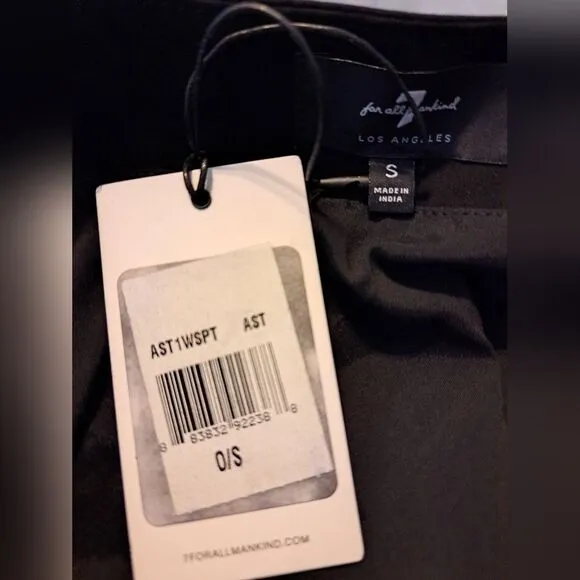 7
for all mankind
LOS ANGELES
S
MADE IN
INDIA
AST1WSPT AST
8 83832 92238 8
O/S
7FORALLMANKIND.COM